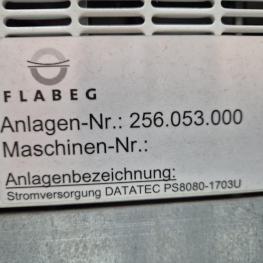 FLABEG
Anlagen-Nr.: 256.053.000
Maschinen-Nr.:
Anlagenbezeichnung:
Stromversorgung DATATEC PS8080-1703U